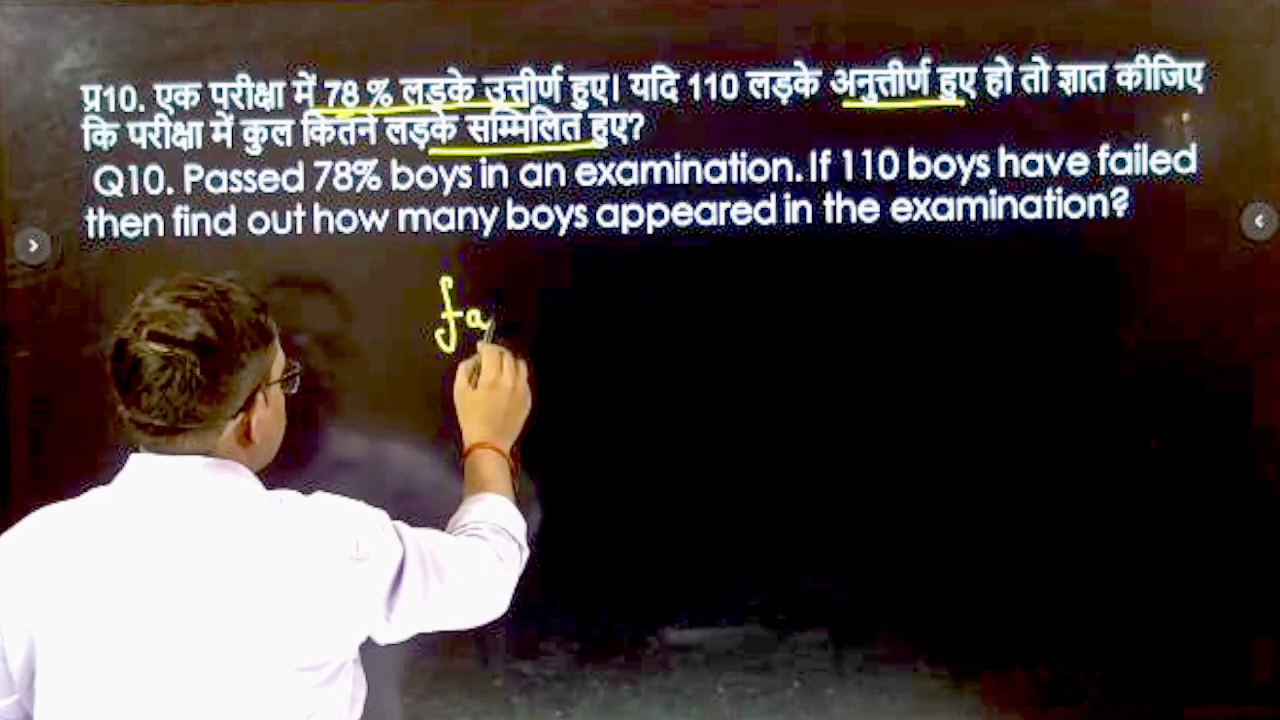 प्र10. एक परीक्षा में 78 % लड़के उत्तीर्ण हुए। यदि 110 लड़के अनुत्तीर्ण हुए हो तो ज्ञात कीजिए
कि परीक्षा में कुल कितने लड़के सम्मिलित हुए?
Q10. Passed 78% boys in an examination. If 110 boys have failed
then find out how many boys appeared in the examination?
fa